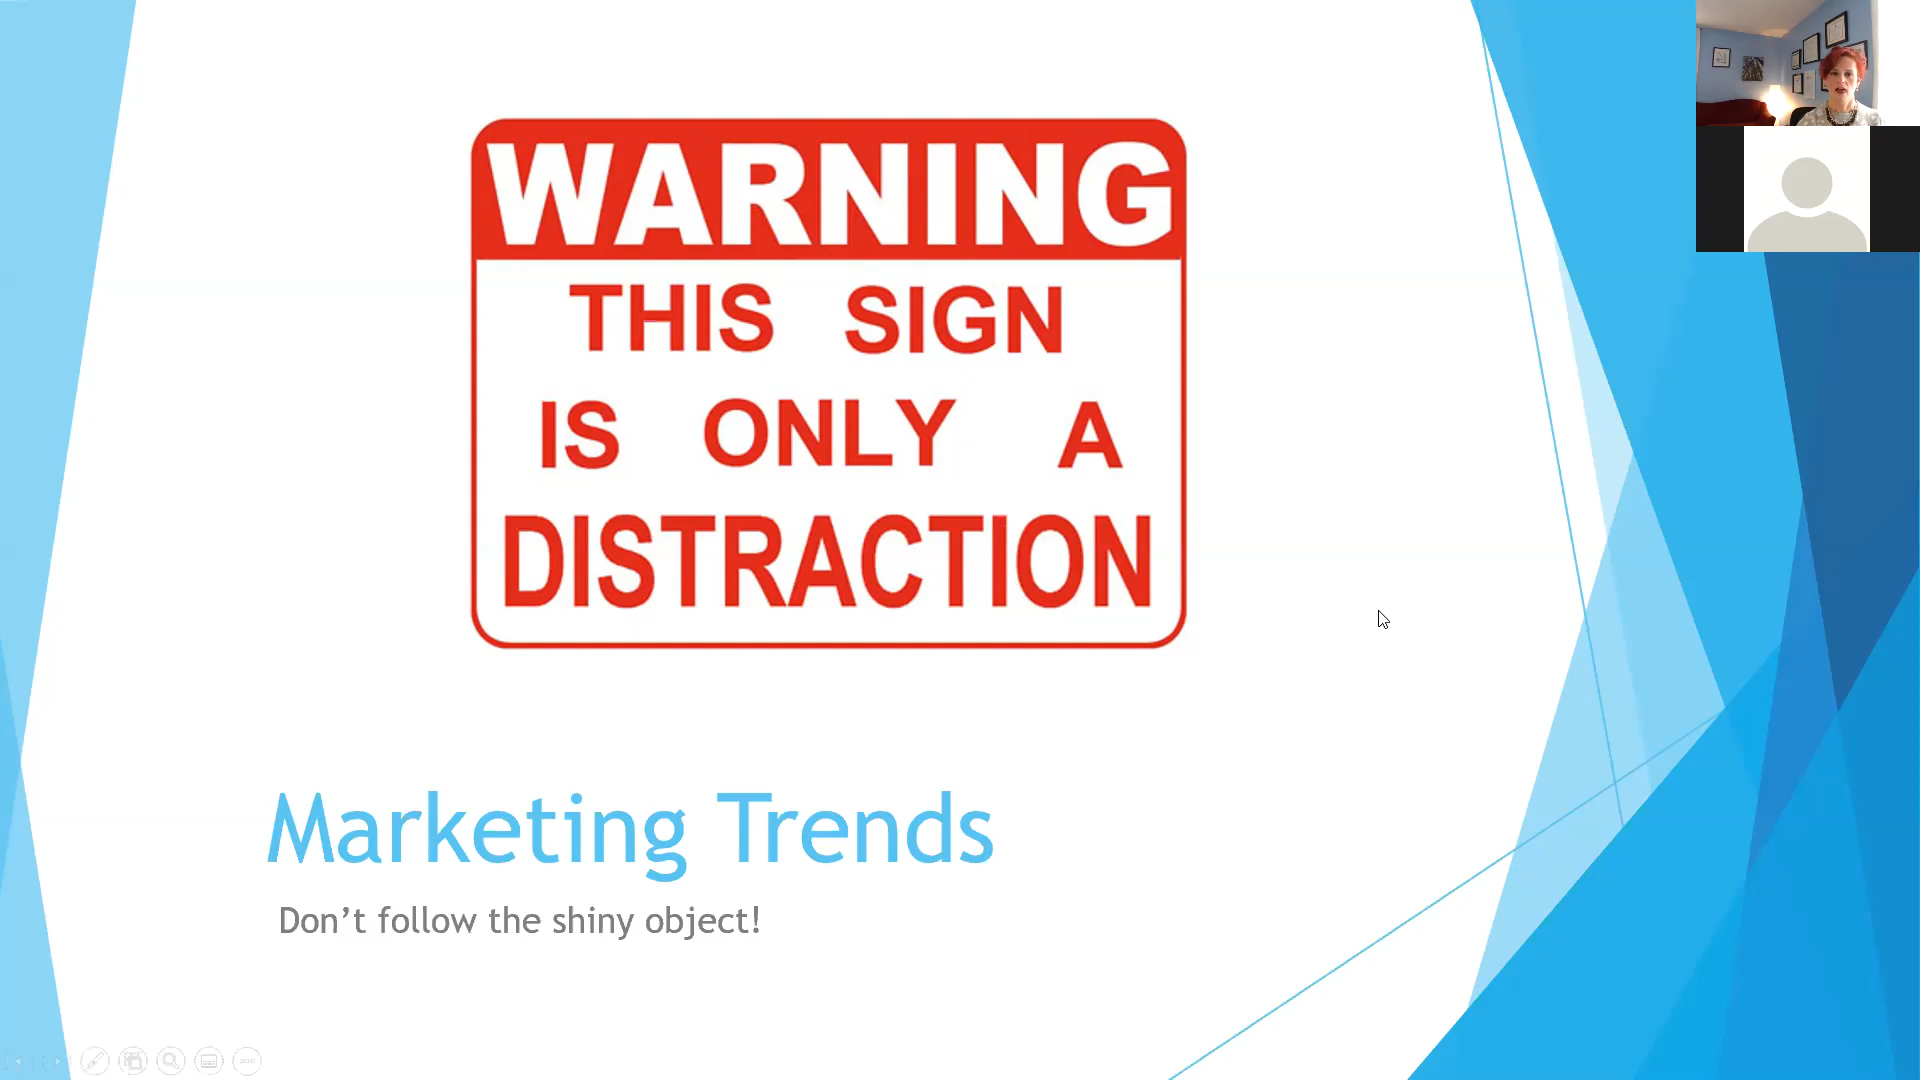 WARNING
THIS SIGN
IS ONLY A
DISTRACTION
Marketing Trends
Don’t follow the shiny object!